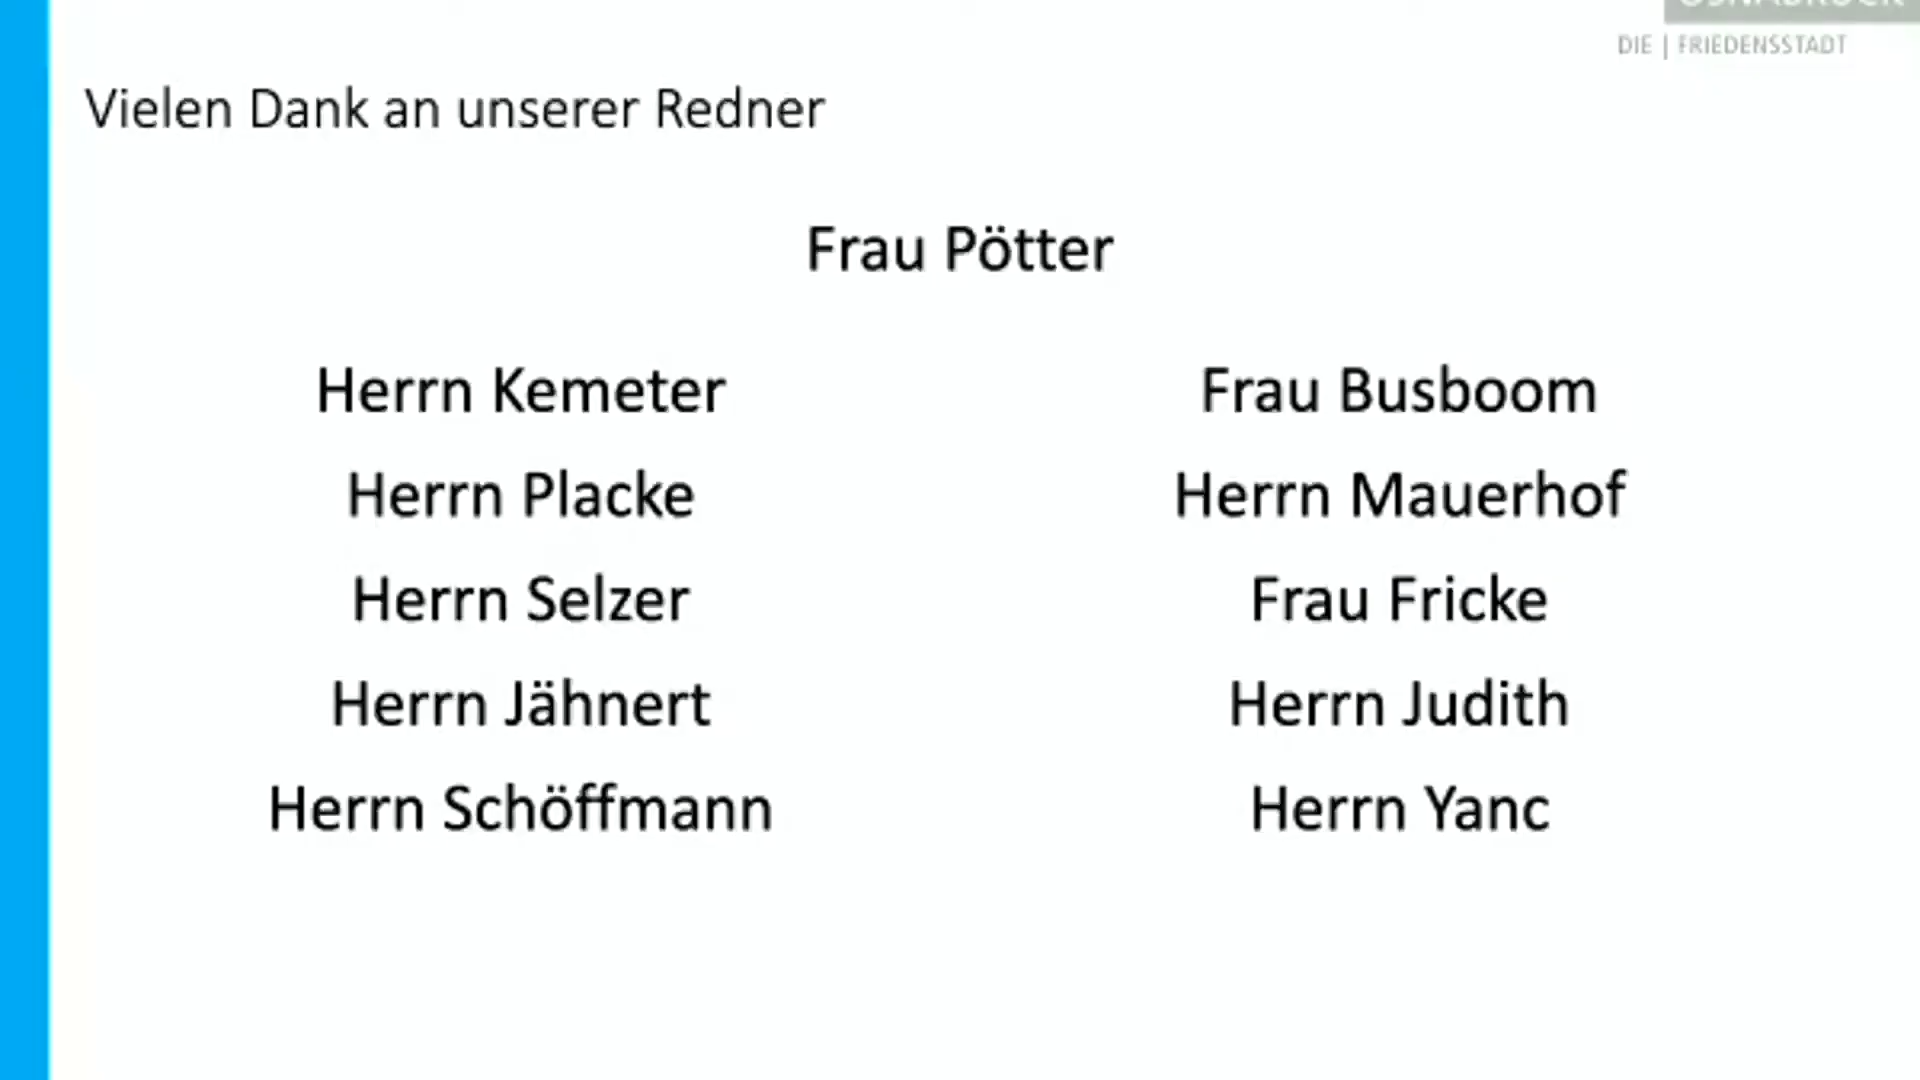 OSNABRÜCK
DIE | FRIEDENSSTADT
Vielen Dank an unserer Redner
Frau Pötter
Herrn Kemeter
Herrn Placke
Herrn Selzer
Herrn Jähnert
Herrn Schöffmann
Frau Busboom
Herrn Mauerhof
Frau Fricke
Herrn Judith
Herrn Yanc